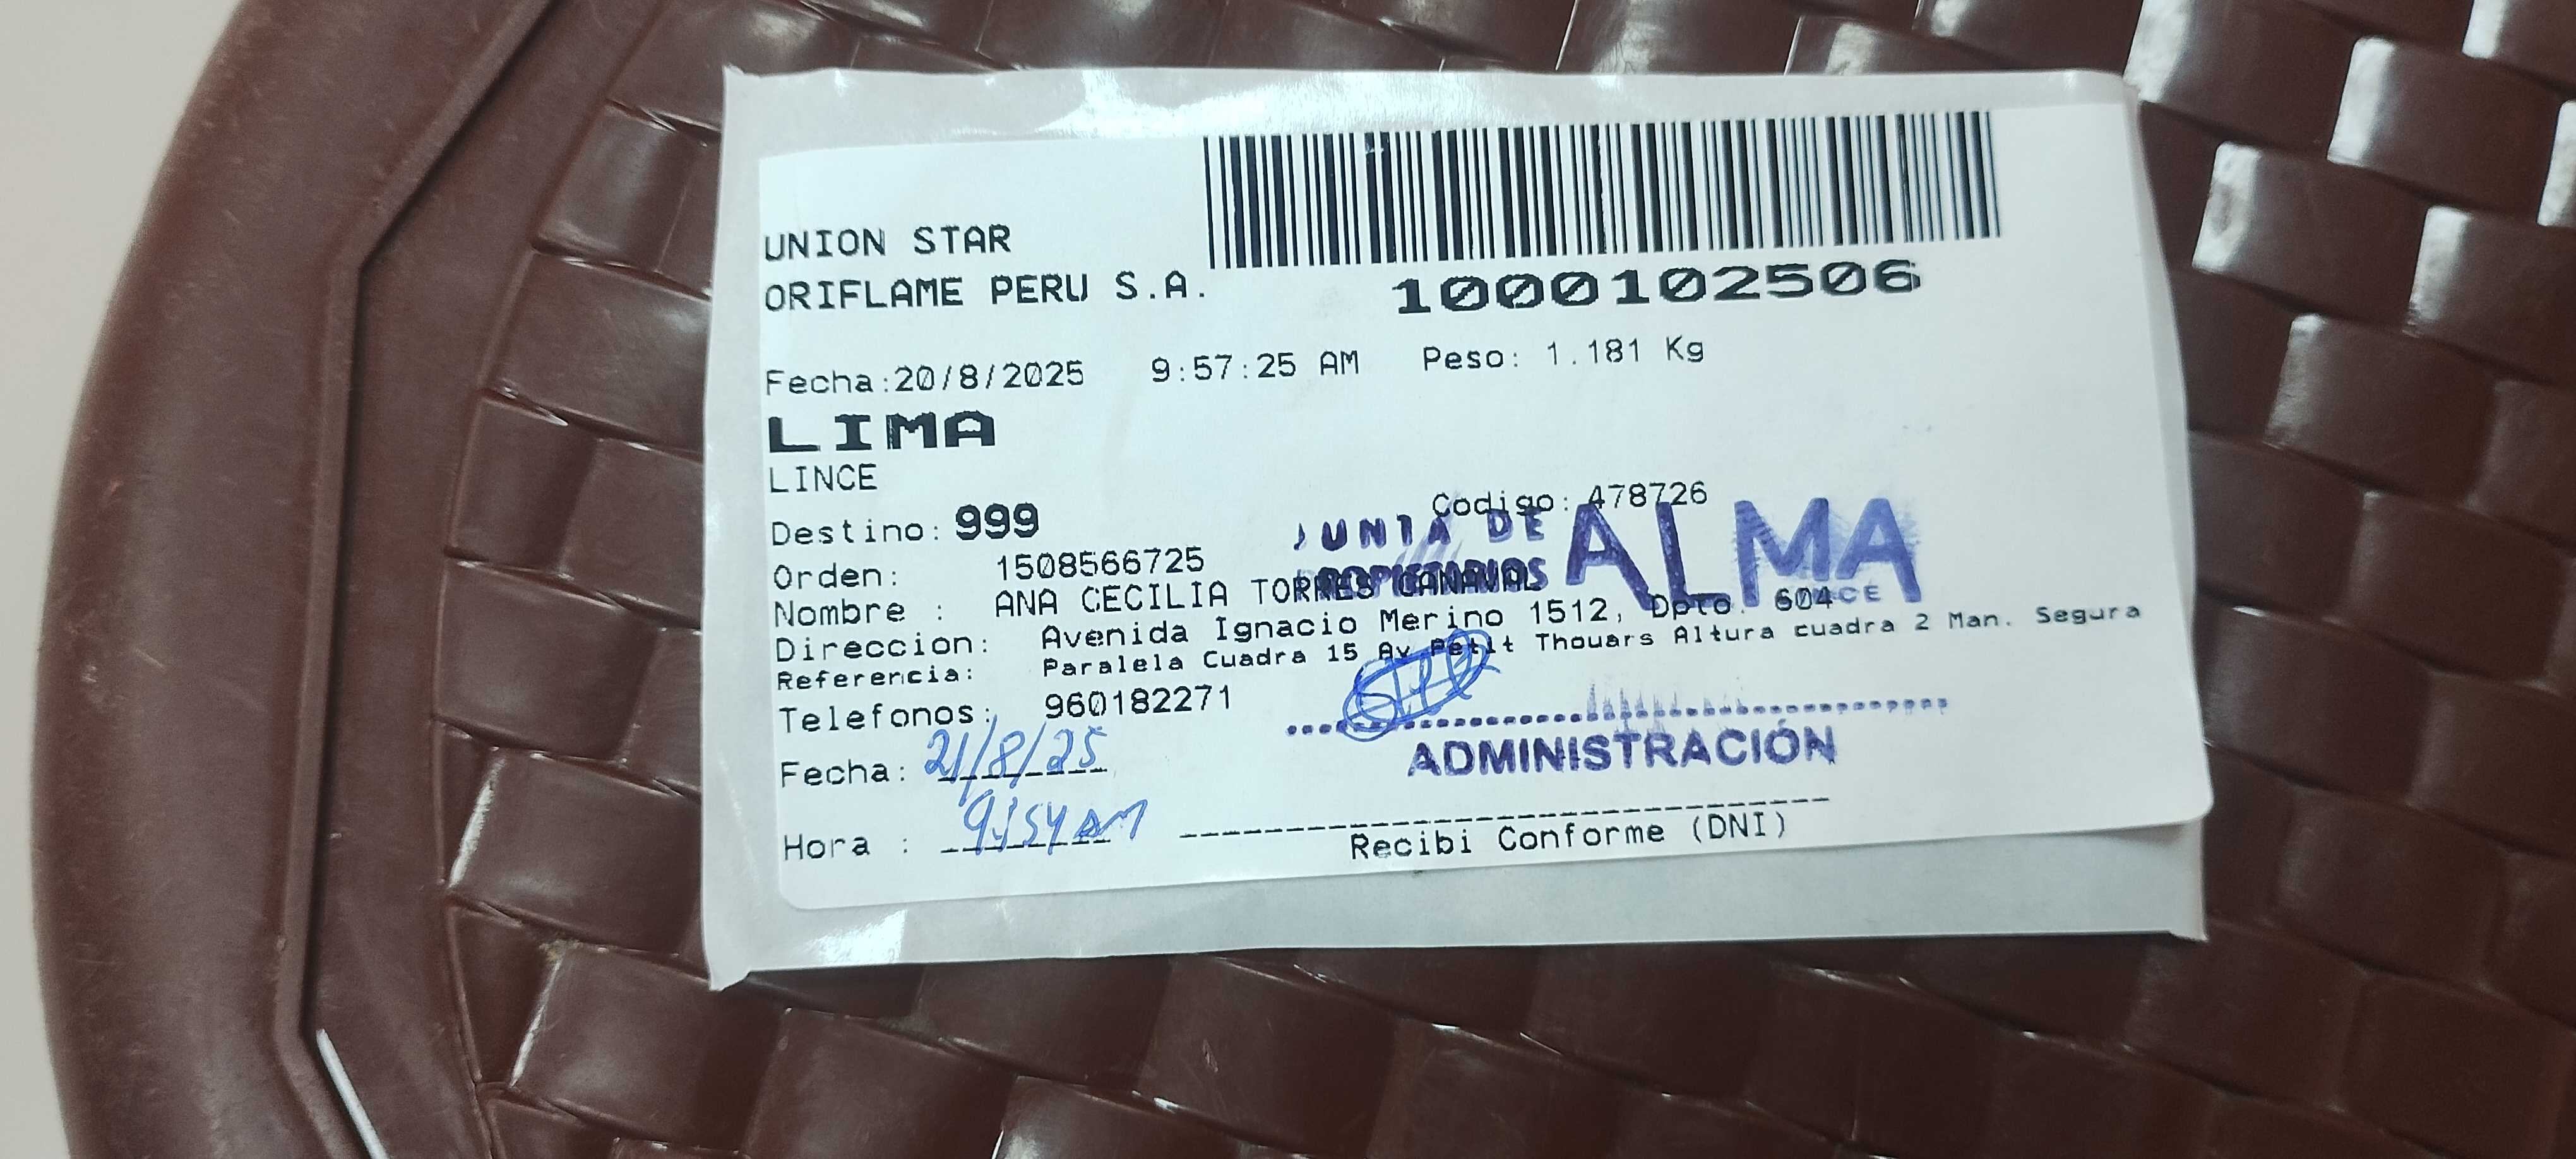 UNION STAR
ORIFLAME PERU S.A.
1000102506
Fecha:20/8/2025 9:57:25 AM Peso: 1.181 Kg
LIMA
LINCE
Codigo: 478726
Destino: 999
JUNTA DE ALMA
PROPIETARIOS
Orden: 1508566725
Nombre : ANA CECILIA TORRES CANAVAL
Direccion: Avenida Ignacio Merino 1512, Dpto. 604
Referencia: Paralela Cuadra 15 Av Petit Thouars Altura cuadra 2 Man. Segura
Telefonos: 960182271
ADMINISTRACIÓN
Fecha: 21/8/25
Hora : 9:54 AM
Recibi Conforme (DNI)